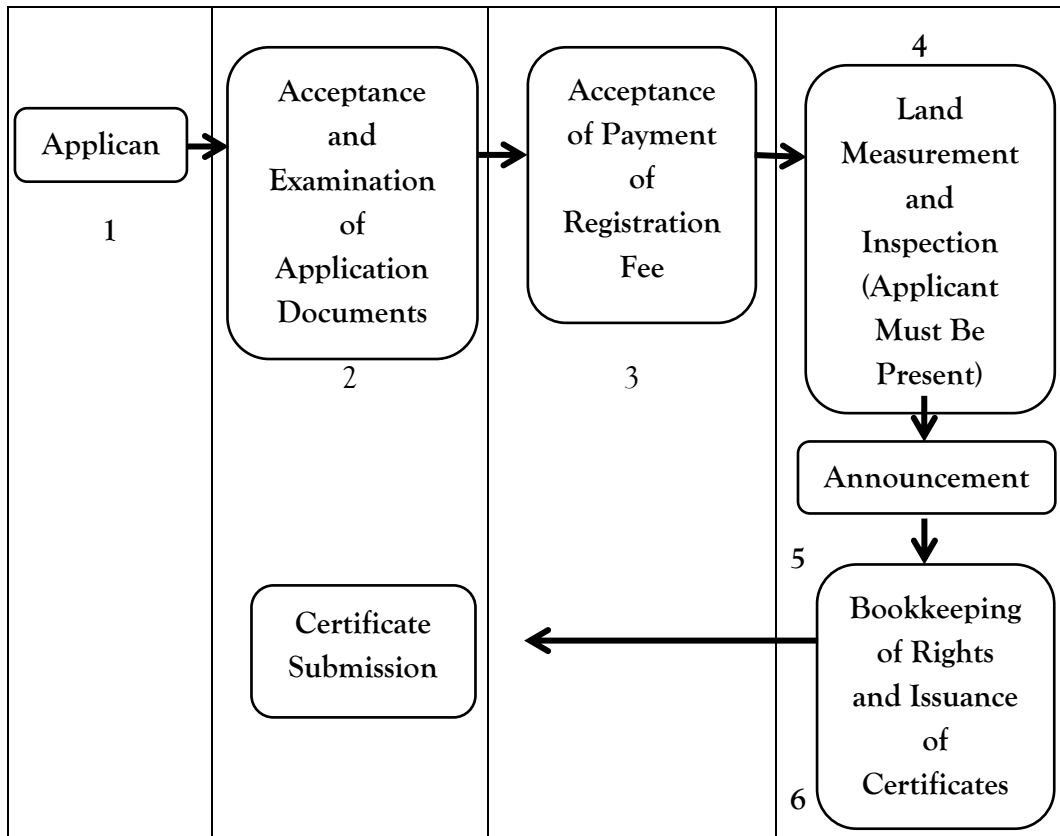 Applican
1
Acceptance
and
Examination
of
Application
Documents
2
Acceptance
of Payment
of
Registration
Fee
3
4
Land
Measurement
and
Inspection
(Applicant
Must Be
Present)
Announcement
5
Bookkeeping
of Rights
and Issuance
of
Certificates
6
Certificate
Submission